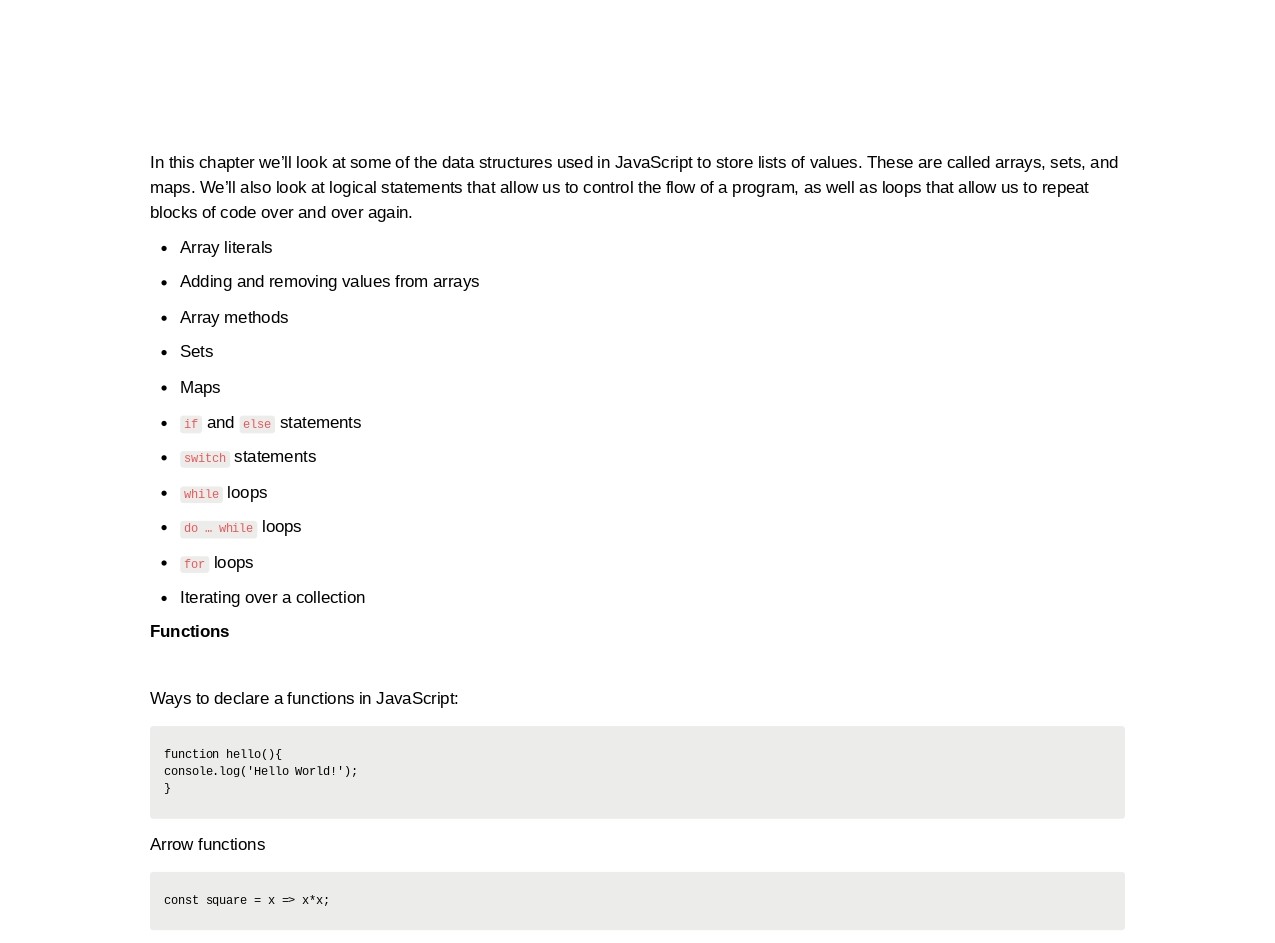 In this chapter we’ll look at some of the data structures used in JavaScript to store lists of values. These are called arrays, sets, and
maps. We’ll also look at logical statements that allow us to control the flow of a program, as well as loops that allow us to repeat
blocks of code over and over again.
• Array literals
• Adding and removing values from arrays
• Array methods
• Sets
• Maps
• if and else statements
• switch statements
• while loops
• do … while loops
• for loops
• Iterating over a collection
Functions
Ways to declare a functions in JavaScript:
function hello(){
console.log('Hello World!');
}
Arrow functions
const square = x => x*x;